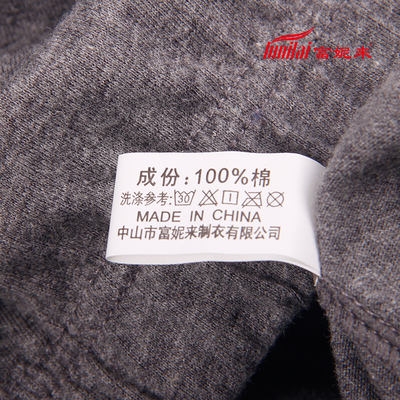 funilai 富妮来
成份:100%棉
洗涤参考: 30
MADE IN CHINA
中山市富妮来制衣有限公司